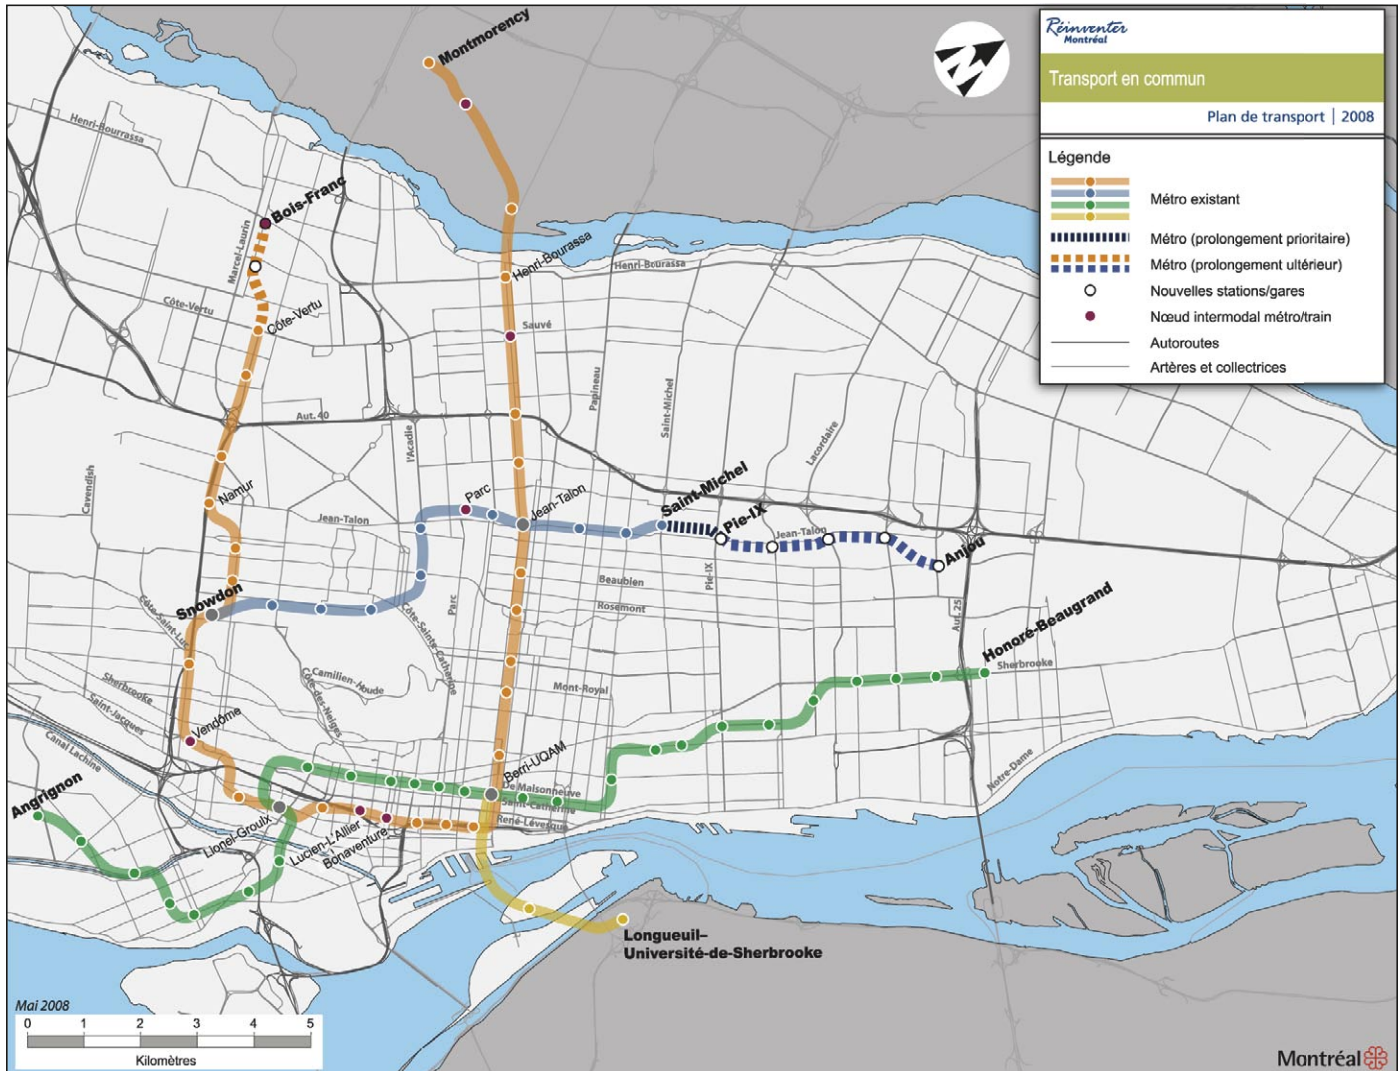 Réinventer
Montréal
Transport en commun
Plan de transport | 2008
Légende
Métro existant
Métro (prolongement prioritaire)
Métro (prolongement ultérieur)
Nouvelles stations/gares
Nœud intermodal métro/train
Autoroutes
Artères et collectrices
Montmorency
Henri-Bourrassa
Bois-Franc
Marcel-Laurin
Henri-Bourassa
Henri-Bourrassa
Côte-Vertu
Côte-Vertu
Sauvé
Papineau
Saint-Michel
Lacordaire
Aut. 40
l'Acadie
Cavendish
Namur
Jean-Talon
Parc
Jean-Talon
Saint-Michel
Pie-IX
Jean-Talon
Anjou
Beaubien
Rosemont
Pie-IX
Parc
Snowdon
Côte-Saint-Luc
Côte-Sainte-Catherine
Aut. 25
Honoré-Beaugrand
Sherbrooke
Camilien-Houde
Côte-des-Neiges
Mont-Royal
Sherbrooke
Saint-Jacques
Canal Lachine
Vendôme
Berri-UQAM
De Maisonneuve
Sainte-Catherine
René-Lévesque
Notre-Dame
Angrignon
Lionel-Groulx
Lucien-L'Allier
Bonaventure
Longueuil–
Université-de-Sherbrooke
Mai 2008
0 1 2 3 4 5
Kilomètres
Montréal